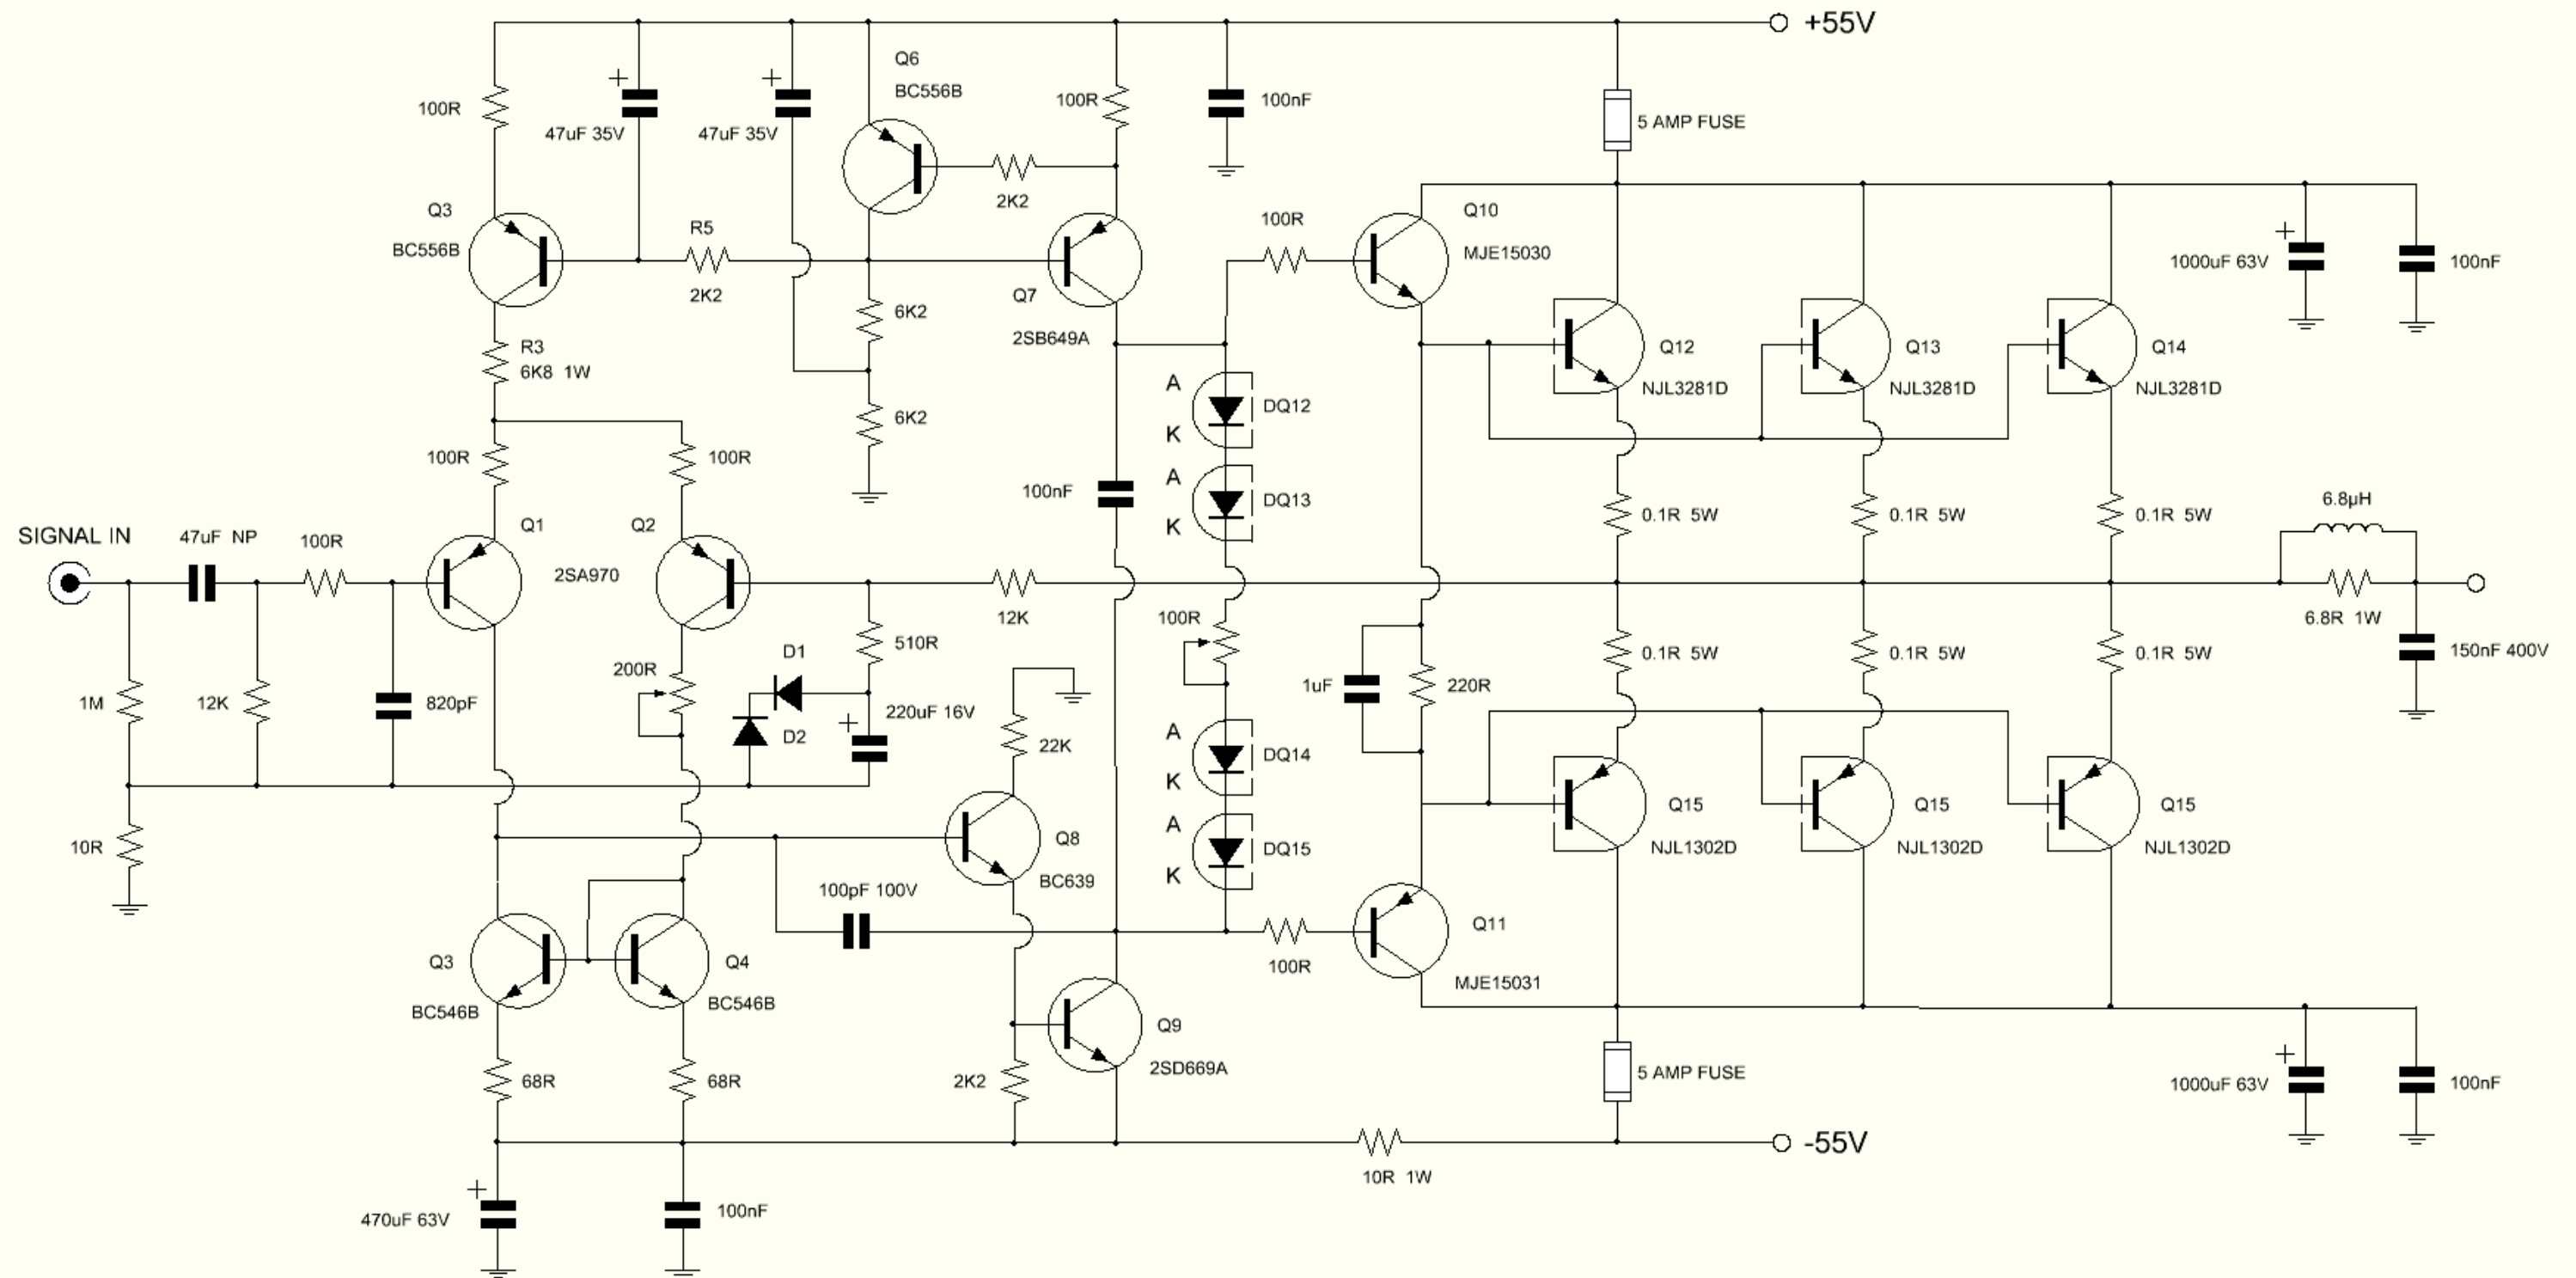 +55V
Q6
BC556B
100R
47uF 35V
47uF 35V
100R
100nF
5 AMP FUSE
2K2
Q3
BC556B
R5
2K2
Q7
2SB649A
6K2
100R
Q10
MJE15030
1000uF 63V
100nF
R3
6K8 1W
Q12
NJL3281D
Q13
NJL3281D
Q14
NJL3281D
6K2
A
K
DQ12
100R
100R
A
K
DQ13
100nF
0.1R 5W
0.1R 5W
0.1R 5W
6.8µH
SIGNAL IN
47uF NP
100R
Q1
2SA970
Q2
12K
6.8R 1W
150nF 400V
510R
100R
0.1R 5W
0.1R 5W
0.1R 5W
D1
200R
1M
12K
820pF
D2
220uF 16V
22K
1uF
220R
A
K
DQ14
Q15
NJL1302D
Q15
NJL1302D
Q15
NJL1302D
10R
Q8
BC639
A
K
DQ15
100pF 100V
Q3
BC546B
Q4
BC546B
100R
Q11
MJE15031
Q9
2SD669A
68R
68R
2K2
5 AMP FUSE
1000uF 63V
100nF
10R 1W
-55V
470uF 63V
100nF